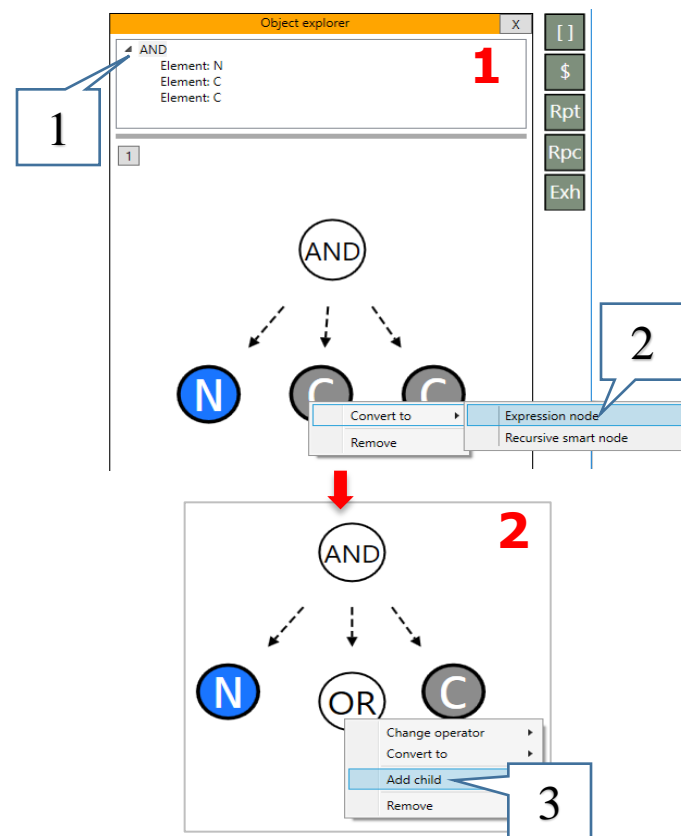 Object explorer
X
AND
Element: N
Element: C
Element: C
1
1
1
[ ]
$
Rpt
Rpc
Exh
AND
N
C
C
2
Convert to
Remove
Expression node
Recursive smart node
2
AND
N
OR
C
Change operator
Convert to
Add child
Remove
3